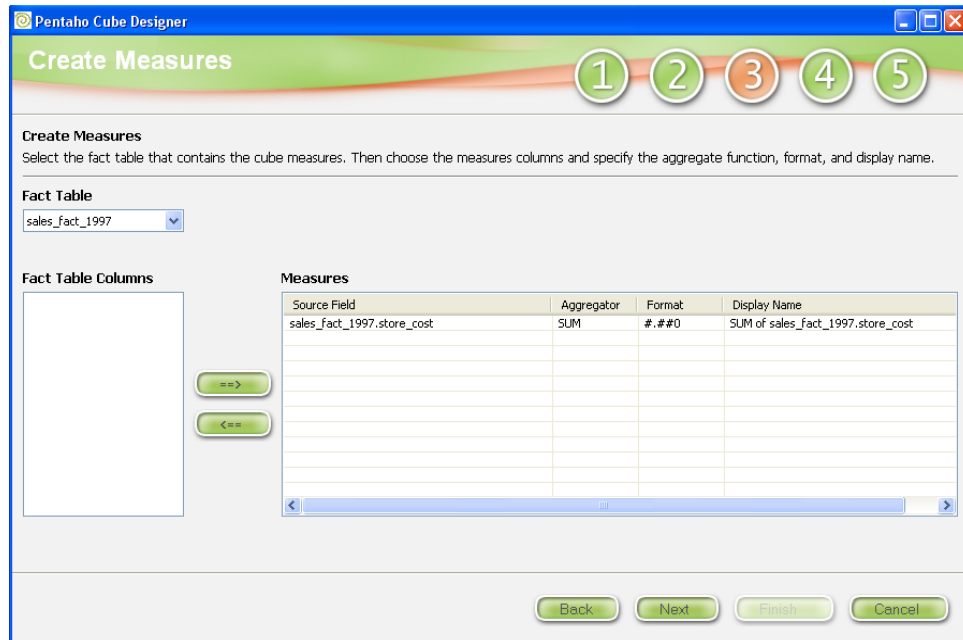 Pentaho Cube Designer
Create Measures
1 2 3 4 5
Create Measures
Select the fact table that contains the cube measures. Then choose the measures columns and specify the aggregate function, format, and display name.
Fact Table
sales_fact_1997
Fact Table Columns
Measures
Source Field Aggregator Format Display Name
sales_fact_1997.store_cost SUM #.##0 SUM of sales_fact_1997.store_cost
==>
<==
Back Next Finish Cancel